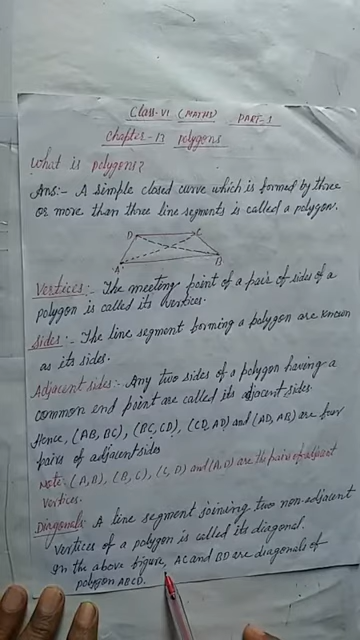 Class-VI (MATHS) PART-1
Chapter-13 Polygons
What is polygons?
Ans:- A simple closed curve which is formed by three
or more than three line segments is called a polygon.
D C
A B
Vertices:- The meeting point of a pair of sides of a
polygon is called its vertices.
Sides:- The line segment forming a polygon are known
as its sides.
Adjacent sides:- Any two sides of a polygon having a
common end point are called its adjacent sides.
Hence, (AB, BC), (BC, CD), (CD, AD) and (AD, AB) are four
pairs of adjacent sides
Note: (A, B), (B, C), (C, D) and (A, D) are the pairs of adjacent
vertices.
Diagonals: A line segment joining two non-adjacent
vertices of a polygon is called its diagonal.
In the above figure, AC and BD are diagonals of
polygon ABCD.